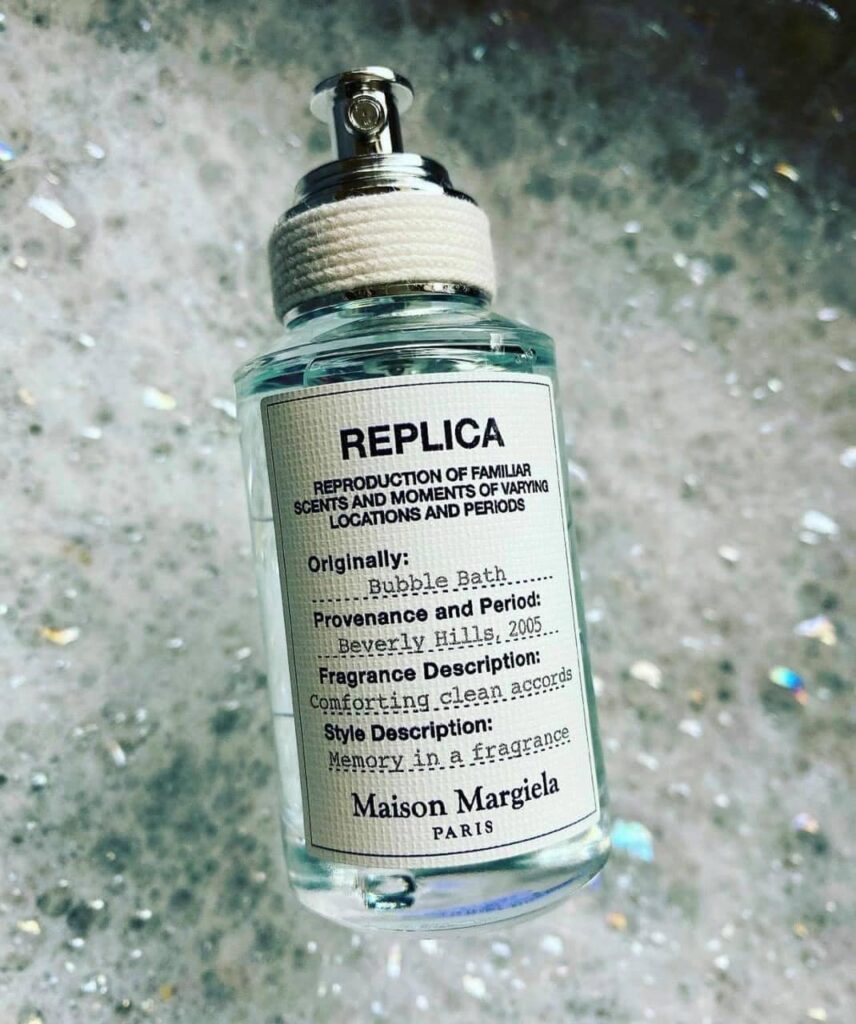 REPLICA
REPRODUCTION OF FAMILIAR
SCENTS AND MOMENTS OF VARYING
LOCATIONS AND PERIODS
Originally:
Bubble Bath
Provenance and Period:
Beverly Hills, 2005
Fragrance Description:
Comforting clean accords
Style Description:
Memory in a fragrance
Maison Margiela
PARIS